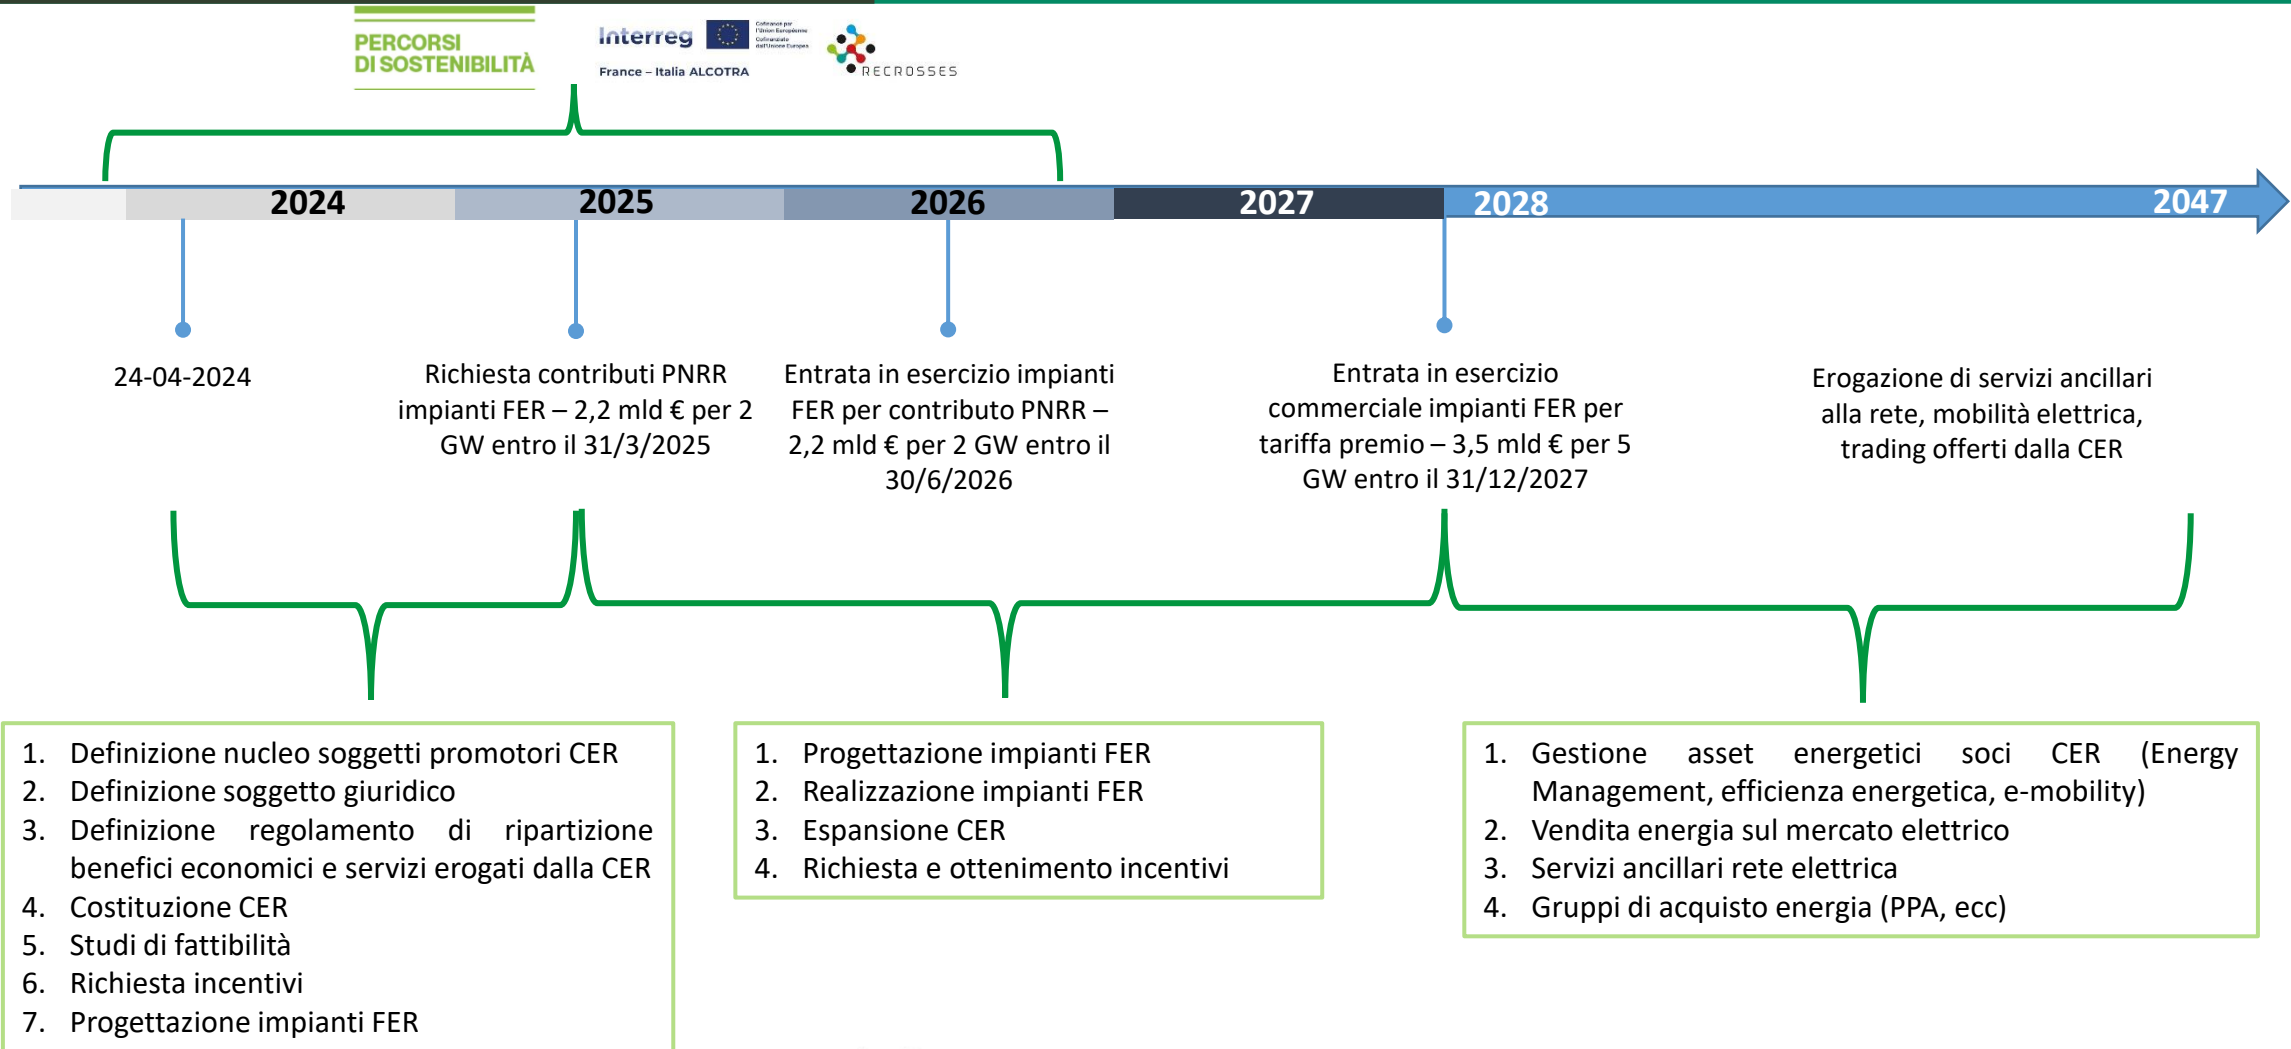 PERCORSI
DI SOSTENIBILITÀ
Interreg
Cofinancé par
l'Union Européenne
Cofinanziato
dall'Unione Europea
France – Italia ALCOTRA
RECROSSES
2024
2025
2026
2027
2028
2047
24-04-2024
Richiesta contributi PNRR
impianti FER – 2,2 mld € per 2
GW entro il 31/3/2025
Entrata in esercizio impianti
FER per contributo PNRR –
2,2 mld € per 2 GW entro il
30/6/2026
Entrata in esercizio
commerciale impianti FER per
tariffa premio – 3,5 mld € per 5
GW entro il 31/12/2027
Erogazione di servizi ancillari
alla rete, mobilità elettrica,
trading offerti dalla CER
1. Definizione nucleo soggetti promotori CER
2. Definizione soggetto giuridico
3. Definizione regolamento di ripartizione
benefici economici e servizi erogati dalla CER
4. Costituzione CER
5. Studi di fattibilità
6. Richiesta incentivi
7. Progettazione impianti FER
1. Progettazione impianti FER
2. Realizzazione impianti FER
3. Espansione CER
4. Richiesta e ottenimento incentivi
1. Gestione asset energetici soci CER (Energy
Management, efficienza energetica, e-mobility)
2. Vendita energia sul mercato elettrico
3. Servizi ancillari rete elettrica
4. Gruppi di acquisto energia (PPA, ecc)